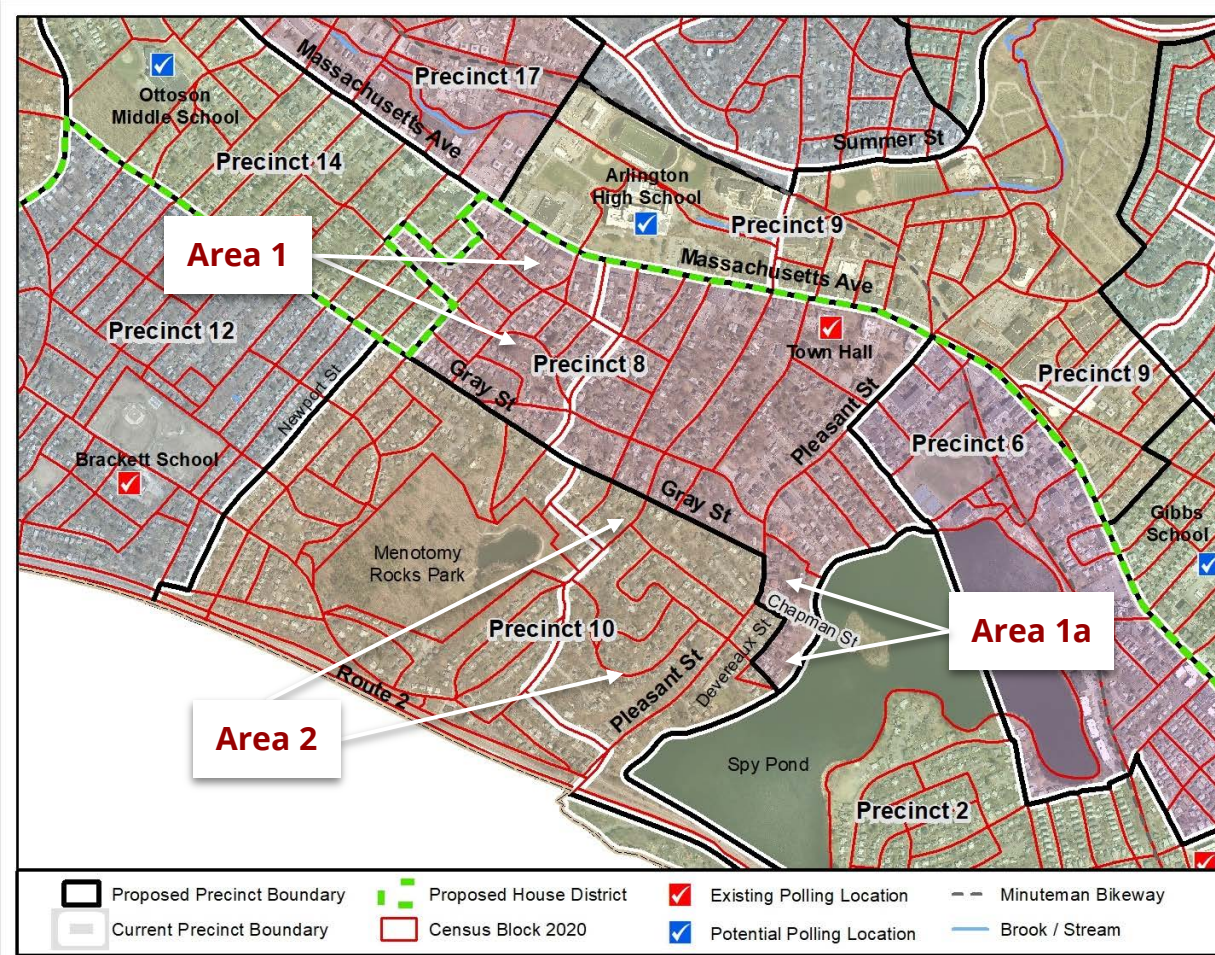 Massachusetts Ave
Precinct 17
Ottoson
Middle School
Summer St
Precinct 14
Arlington
High School
Precinct 9
Area 1
Massachusetts Ave
Precinct 12
Town Hall
Precinct 8
Gray St
Newport St
Pleasant St
Precinct 9
Precinct 6
Brackett School
Gray St
Gibbs
School
Menotomy
Rocks Park
Chapman St
Area 1a
Precinct 10
Devereaux St
Pleasant St
Route 2
Area 2
Spy Pond
Precinct 2
Proposed Precinct Boundary
Proposed House District
Existing Polling Location
Minuteman Bikeway
Current Precinct Boundary
Census Block 2020
Potential Polling Location
Brook / Stream